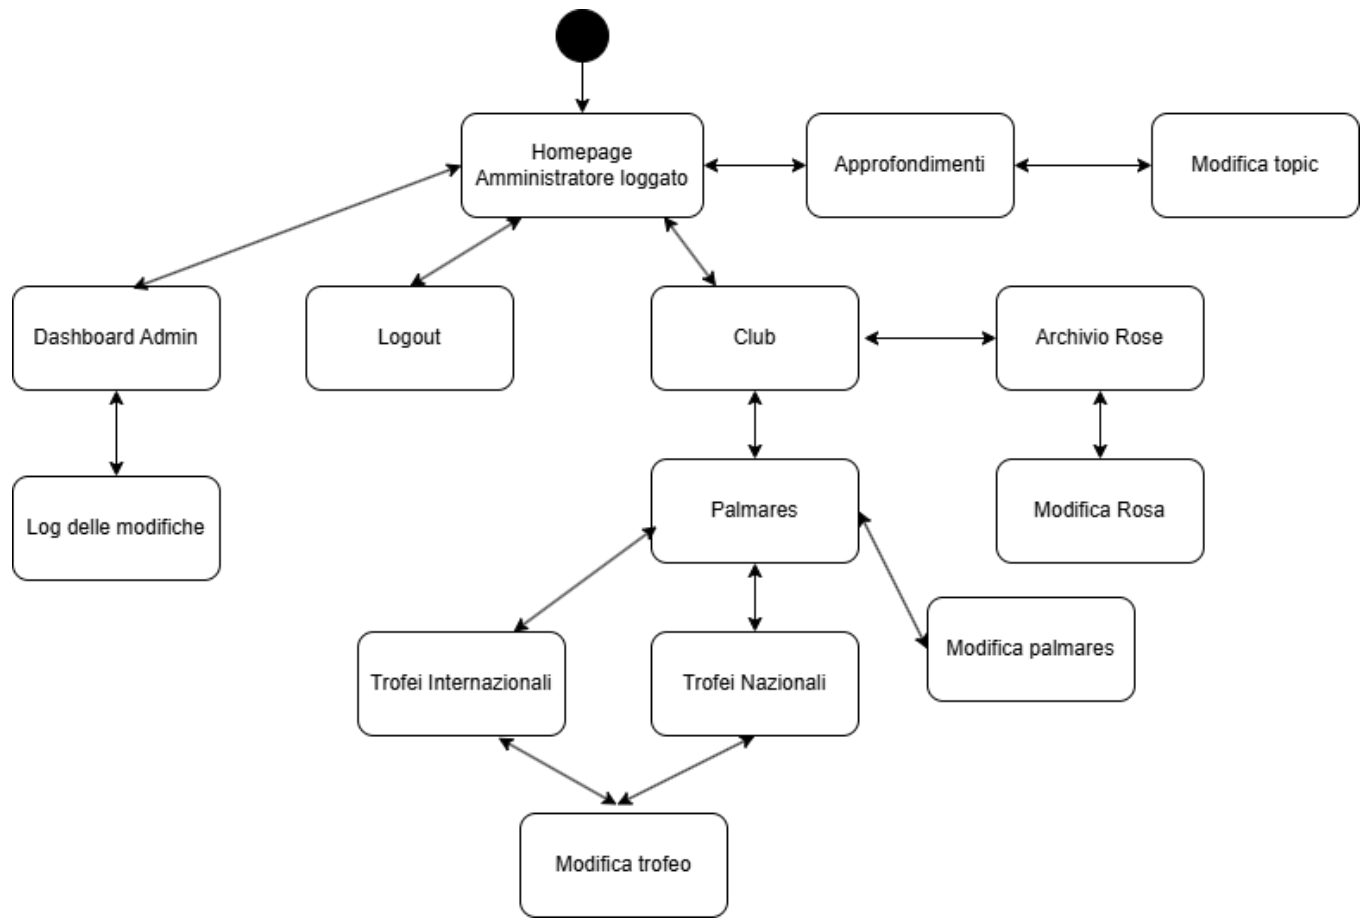 Homepage
Amministratore loggato
Approfondimenti
Modifica topic
Dashboard Admin
Logout
Club
Archivio Rose
Log delle modifiche
Palmares
Modifica Rosa
Trofei Internazionali
Trofei Nazionali
Modifica palmares
Modifica trofeo